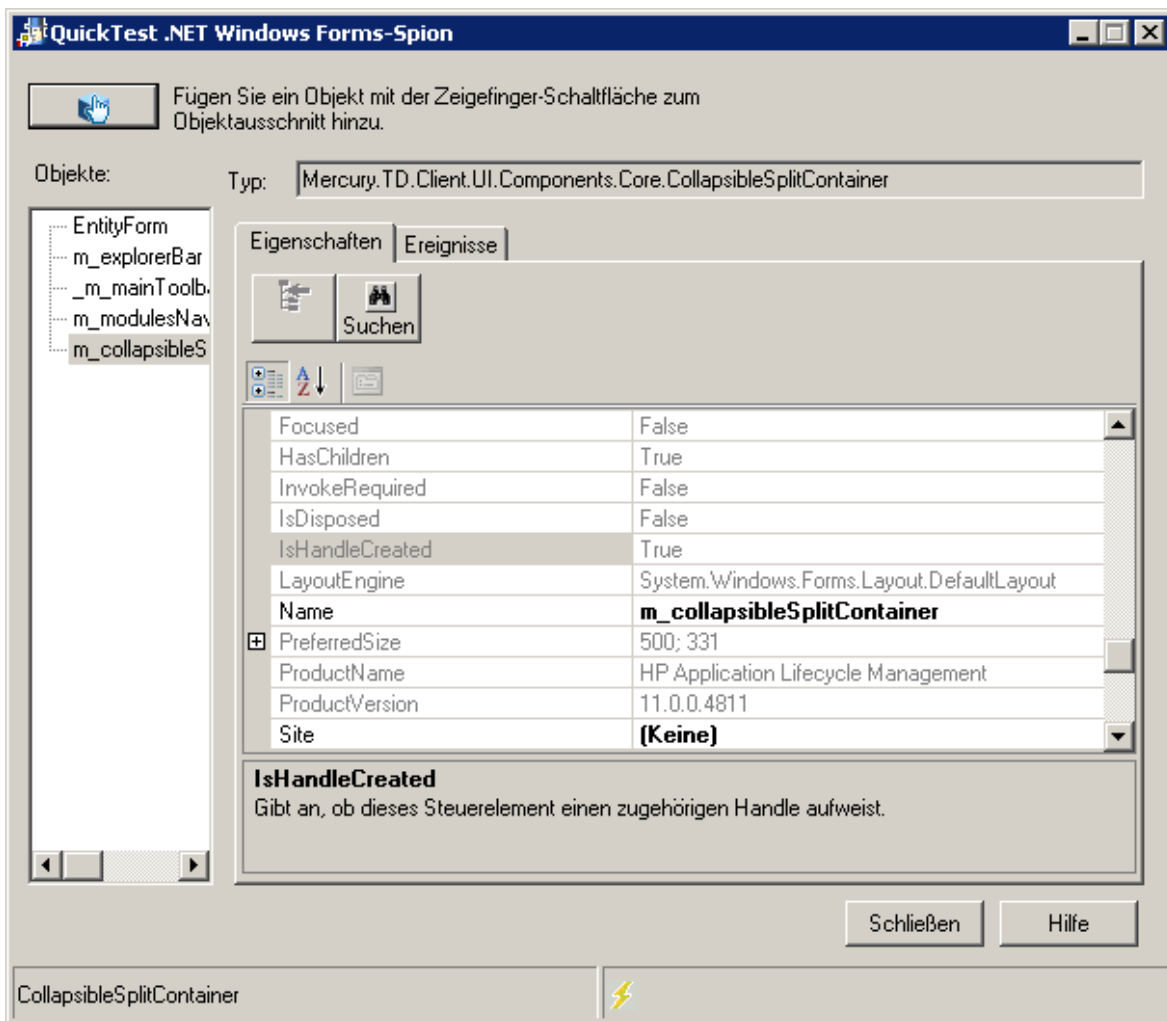 QuickTest .NET Windows Forms-Spion
Fügen Sie ein Objekt mit der Zeigefinger-Schaltfläche zum
Objektausschnitt hinzu.
Objekte:
Typ: Mercury.TD.Client.UI.Components.Core.CollapsibleSplitContainer
EntityForm
m_explorerBar
_m_mainToolb
m_modulesNav
m_collapsibleS
Eigenschaften Ereignisse
Suchen
Focused False
HasChildren True
InvokeRequired False
IsDisposed False
IsHandleCreated True
LayoutEngine System.Windows.Forms.Layout.DefaultLayout
Name m_collapsibleSplitContainer
PreferredSize 500; 331
ProductName HP Application Lifecycle Management
ProductVersion 11.0.0.4811
Site (Keine)
IsHandleCreated
Gibt an, ob dieses Steuerelement einen zugehörigen Handle aufweist.
Schließen Hilfe
CollapsibleSplitContainer